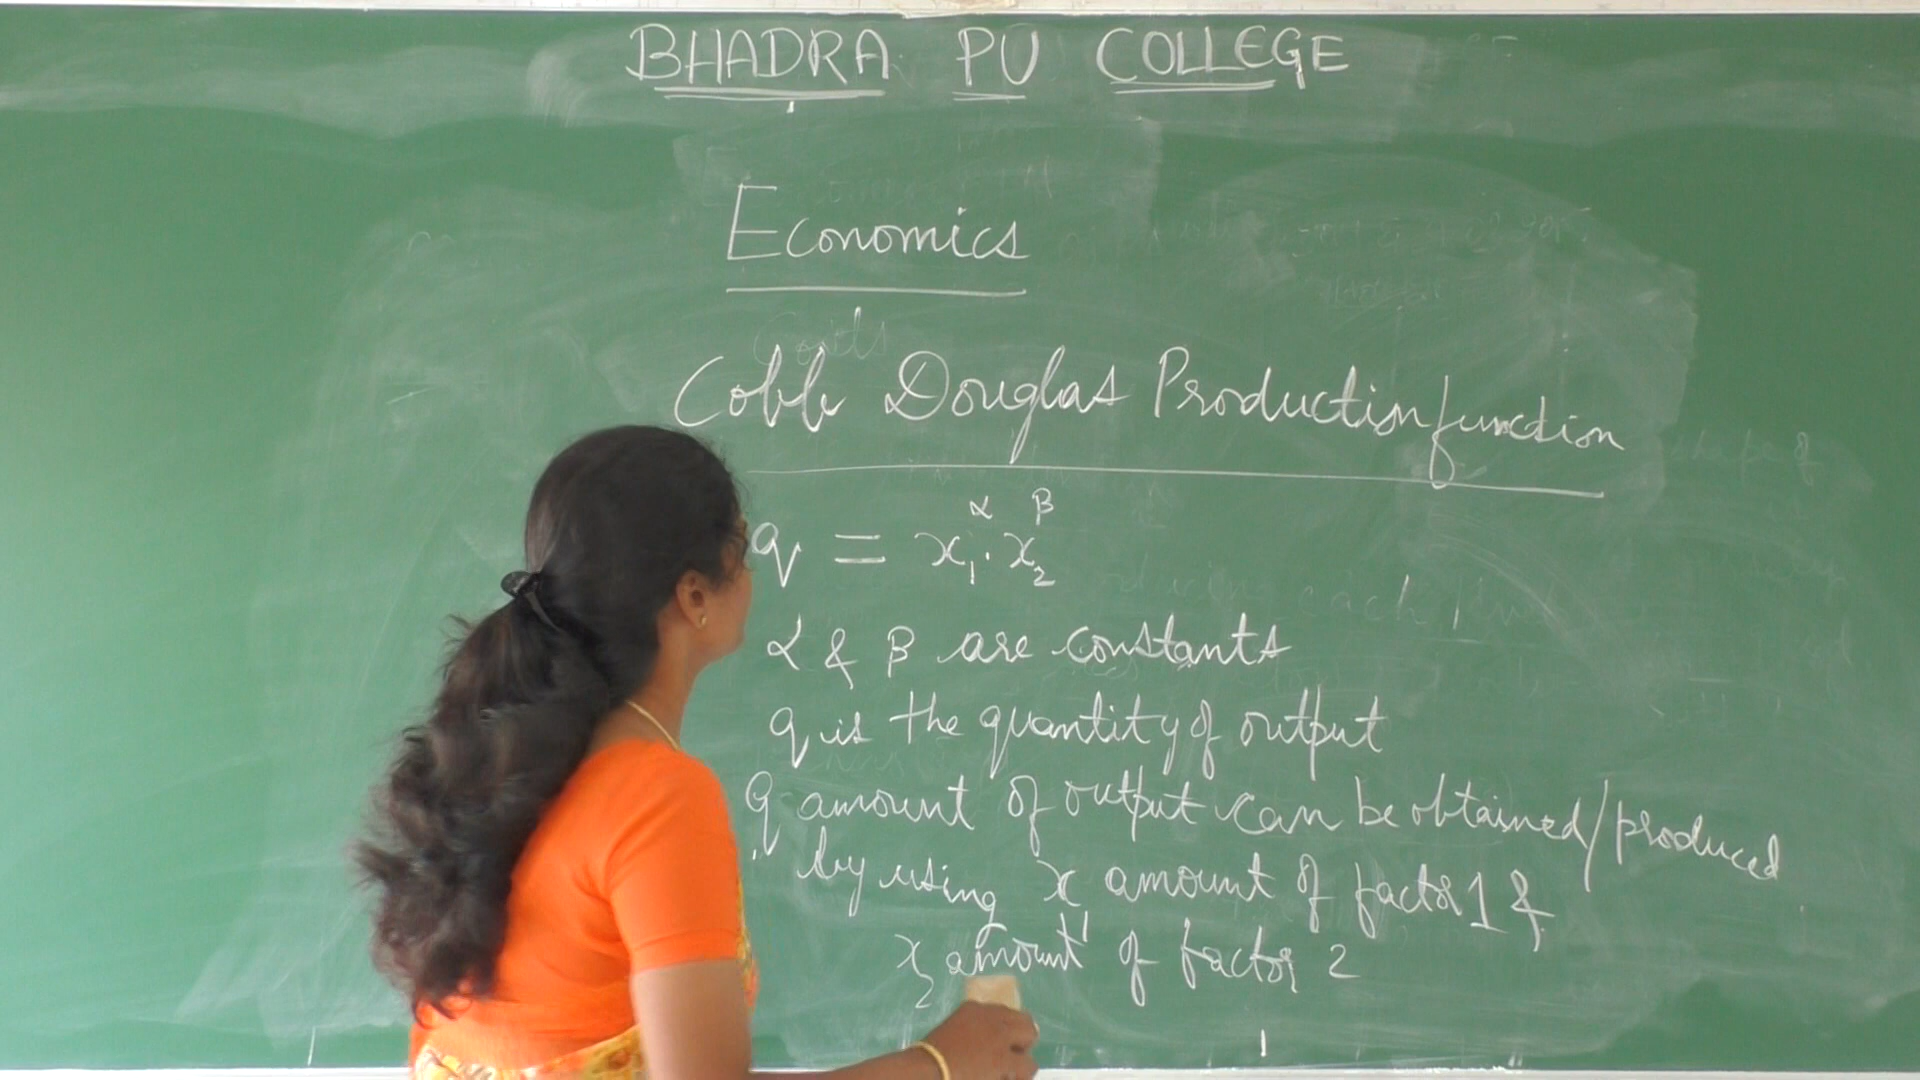 BHADRA PU COLLEGE
Economics
Cobb Douglas Production function
q = x₁^α . x₂^β
α & β are constants
q is the quantity of output
q amount of output can be obtained/produced
by using x₁ amount of factor 1 &
x₂ amount of factor 2